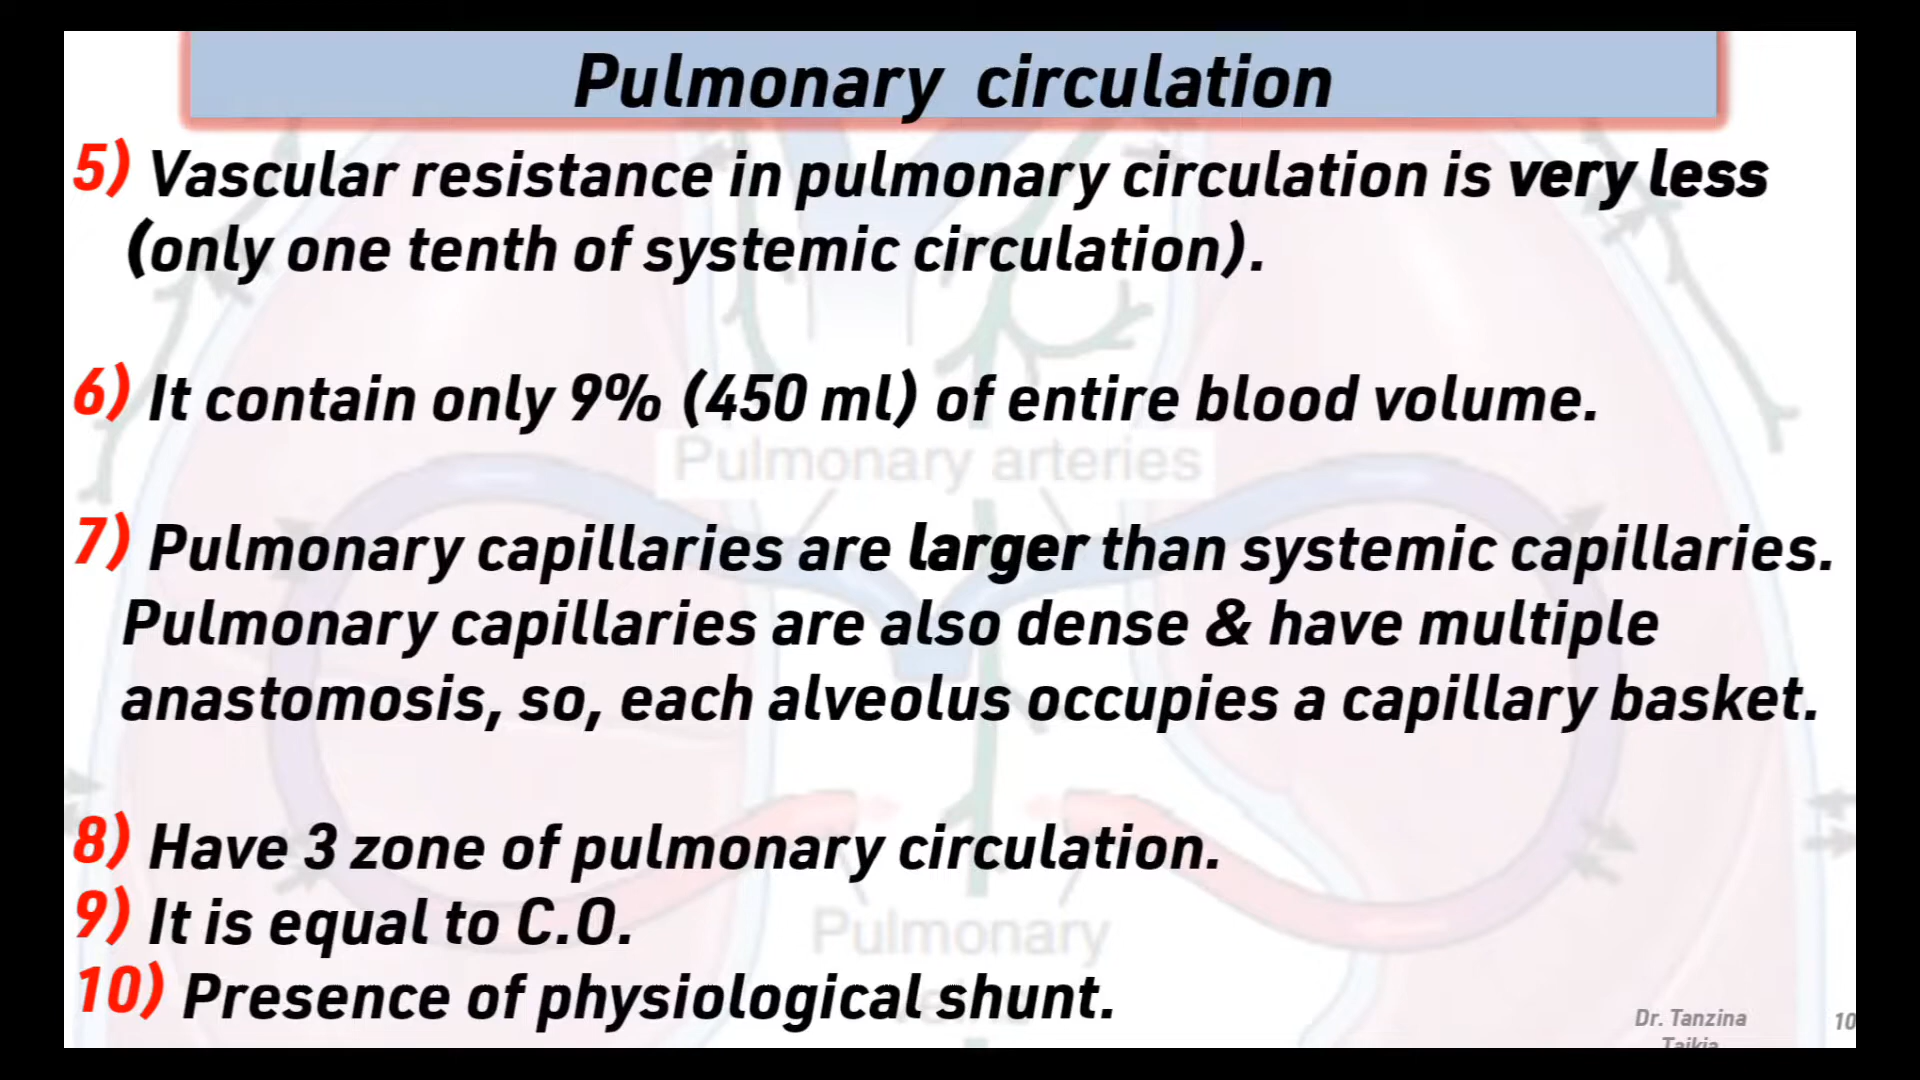 Pulmonary circulation
5) Vascular resistance in pulmonary circulation is very less
(only one tenth of systemic circulation).
6) It contain only 9% (450 ml) of entire blood volume.
Pulmonary arteries
7) Pulmonary capillaries are larger than systemic capillaries.
Pulmonary capillaries are also dense & have multiple
anastomosis, so, each alveolus occupies a capillary basket.
8) Have 3 zone of pulmonary circulation.
9) It is equal to C.O.
Pulmonary
10) Presence of physiological shunt.
Dr. Tanzina
10